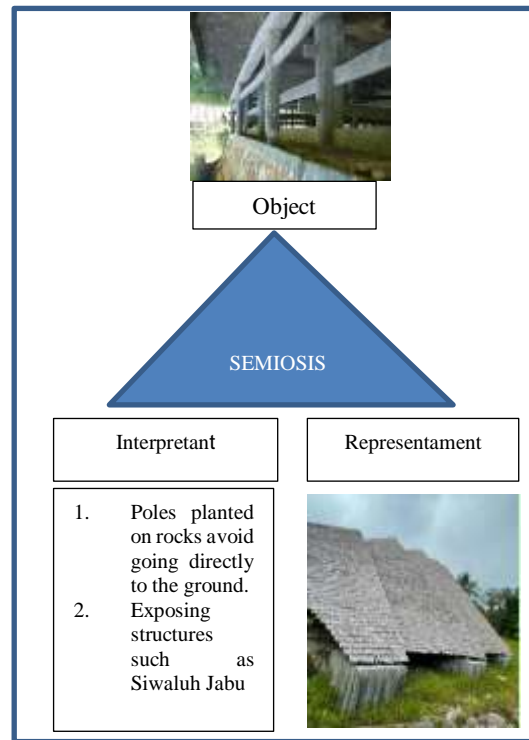 Object
SEMIOSIS
Interpretant
Representament
1. Poles planted
on rocks avoid
going directly
to the ground.
2. Exposing
structures
such as
Siwaluh Jabu